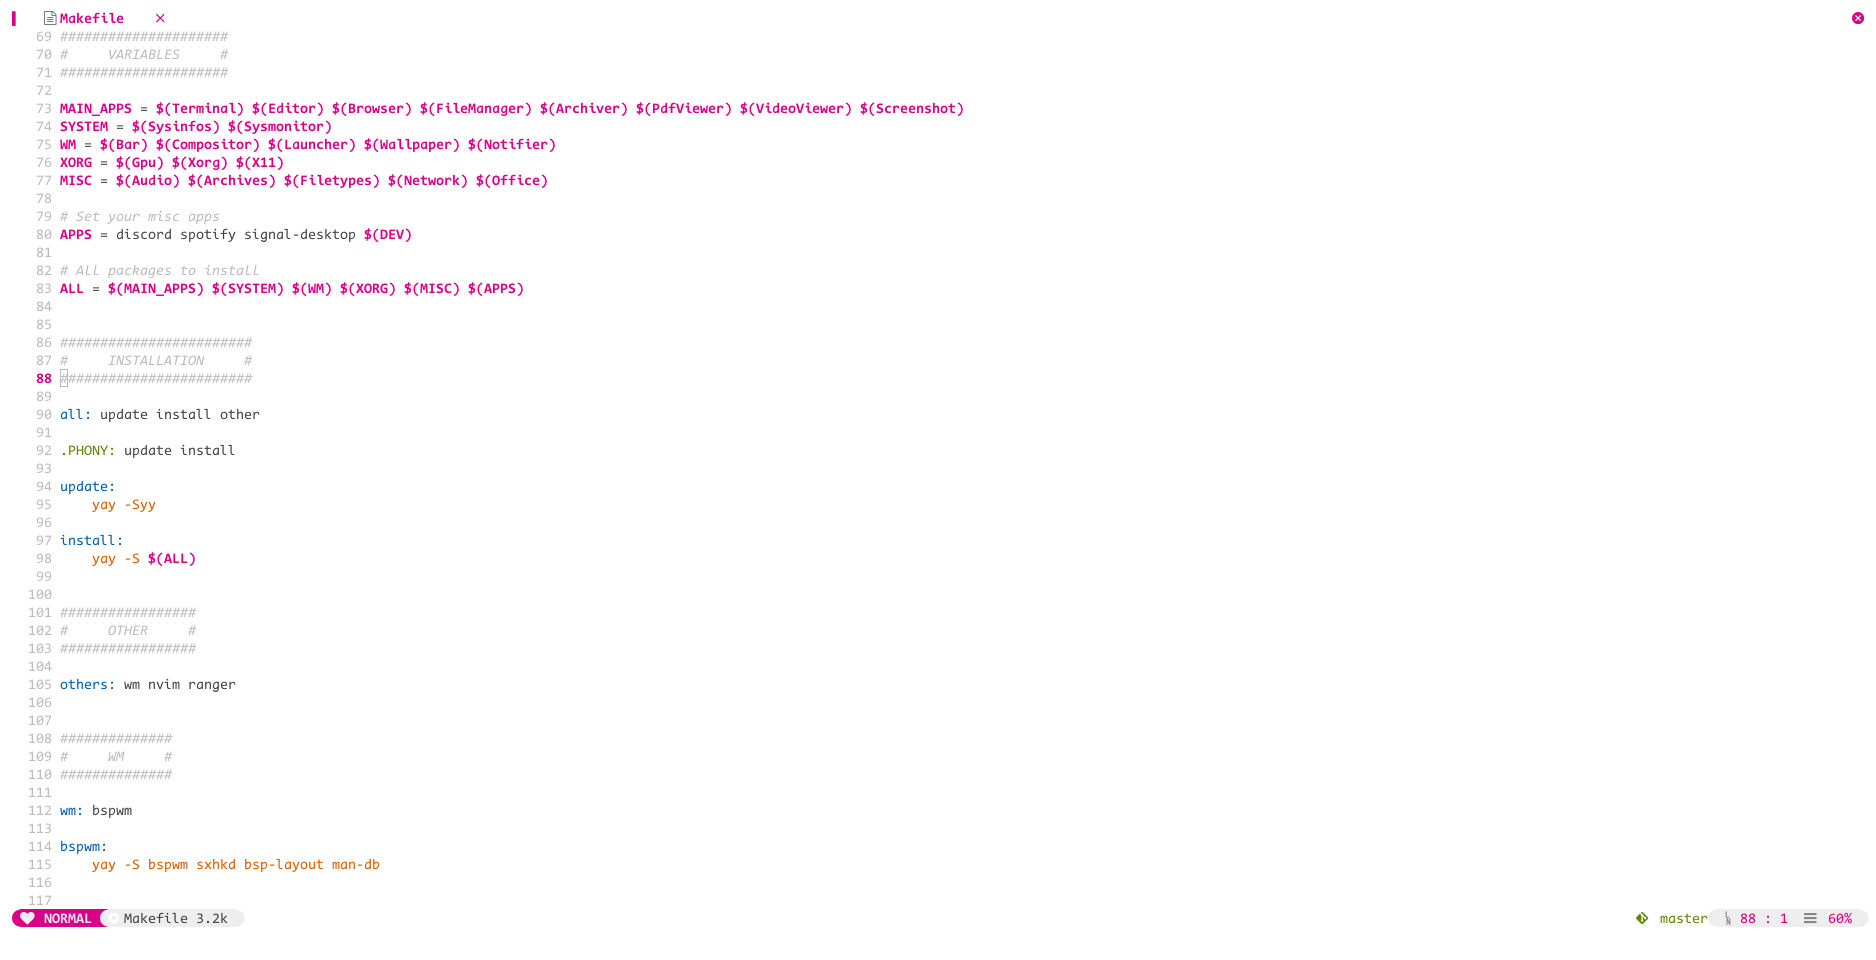 Makefile ×
69 #####################
70 #     VARIABLES     #
71 #####################
72
73 MAIN_APPS = $(Terminal) $(Editor) $(Browser) $(FileManager) $(Archiver) $(PdfViewer) $(VideoViewer) $(Screenshot)
74 SYSTEM = $(Sysinfos) $(Sysmonitor)
75 WM = $(Bar) $(Compositor) $(Launcher) $(Wallpaper) $(Notifier)
76 XORG = $(Gpu) $(Xorg) $(X11)
77 MISC = $(Audio) $(Archives) $(Filetypes) $(Network) $(Office)
78
79 # Set your misc apps
80 APPS = discord spotify signal-desktop $(DEV)
81
82 # All packages to install
83 ALL = $(MAIN_APPS) $(SYSTEM) $(WM) $(XORG) $(MISC) $(APPS)
84
85
86 ########################
87 #     INSTALLATION     #
88 ########################
89
90 all: update install other
91
92 .PHONY: update install
93
94 update:
95     yay -Syy
96
97 install:
98     yay -S $(ALL)
99
100
101 #################
102 #     OTHER     #
103 #################
104
105 others: wm nvim ranger
106
107
108 ##############
109 #     WM     #
110 ##############
111
112 wm: bspwm
113
114 bspwm:
115     yay -S bspwm sxhkd bsp-layout man-db
116
117
NORMAL Makefile 3.2k master 88 : 1 60%